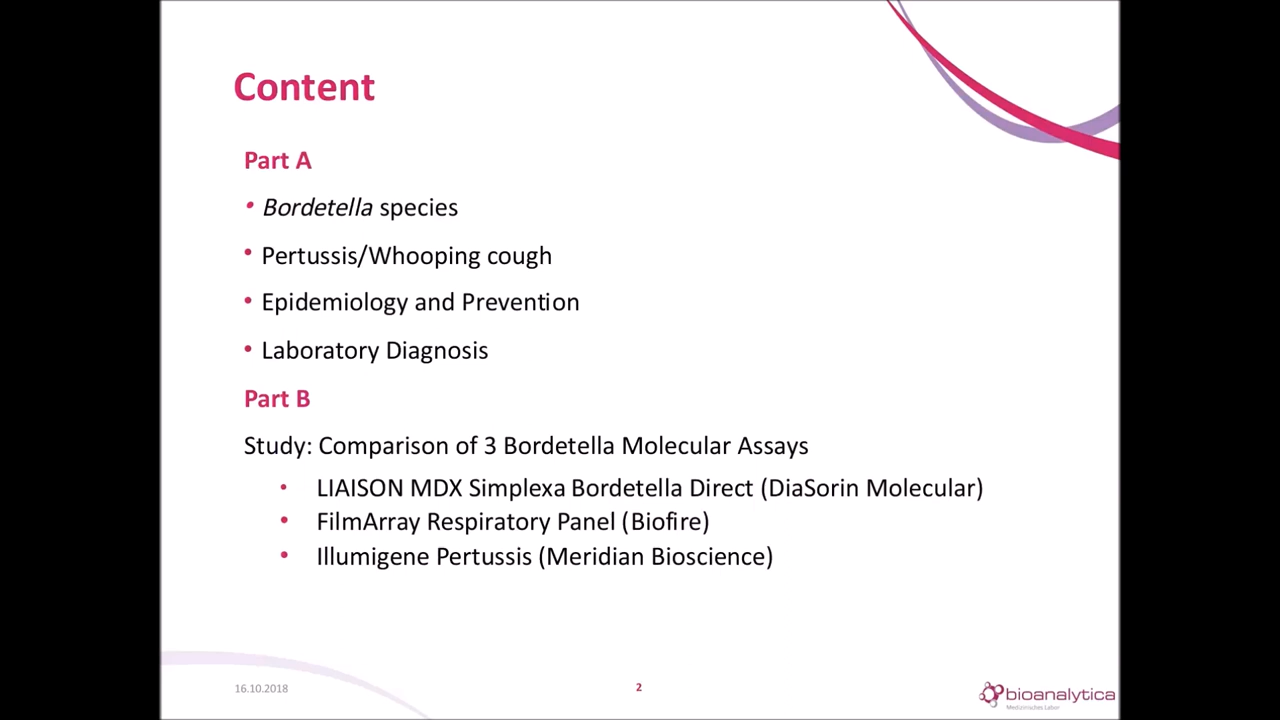 Content
Part A
• Bordetella species
• Pertussis/Whooping cough
• Epidemiology and Prevention
• Laboratory Diagnosis
Part B
Study: Comparison of 3 Bordetella Molecular Assays
• LIAISON MDX Simplexa Bordetella Direct (DiaSorin Molecular)
• FilmArray Respiratory Panel (Biofire)
• Illumigene Pertussis (Meridian Bioscience)
16.10.2018
2
bioanalytica
Medizinisches Labor